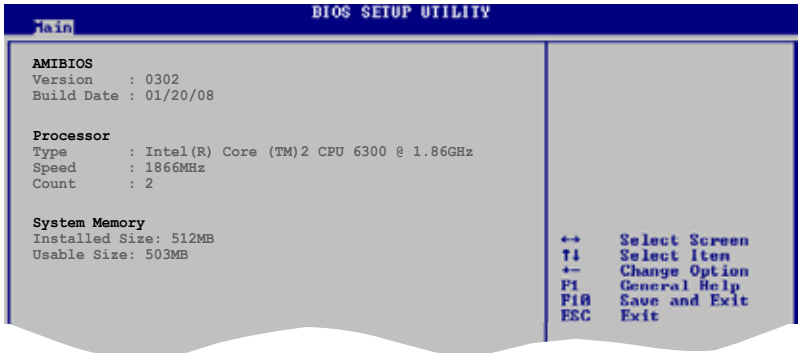 BIOS SETUP UTILITY
Main
AMIBIOS
Version : 0302
Build Date : 01/20/08
Processor
Type : Intel(R) Core (TM)2 CPU 6300 @ 1.86GHz
Speed : 1866MHz
Count : 2
System Memory
Installed Size: 512MB
Usable Size: 503MB
←→ Select Screen
↑↓ Select Item
+- Change Option
F1 General Help
F10 Save and Exit
ESC Exit